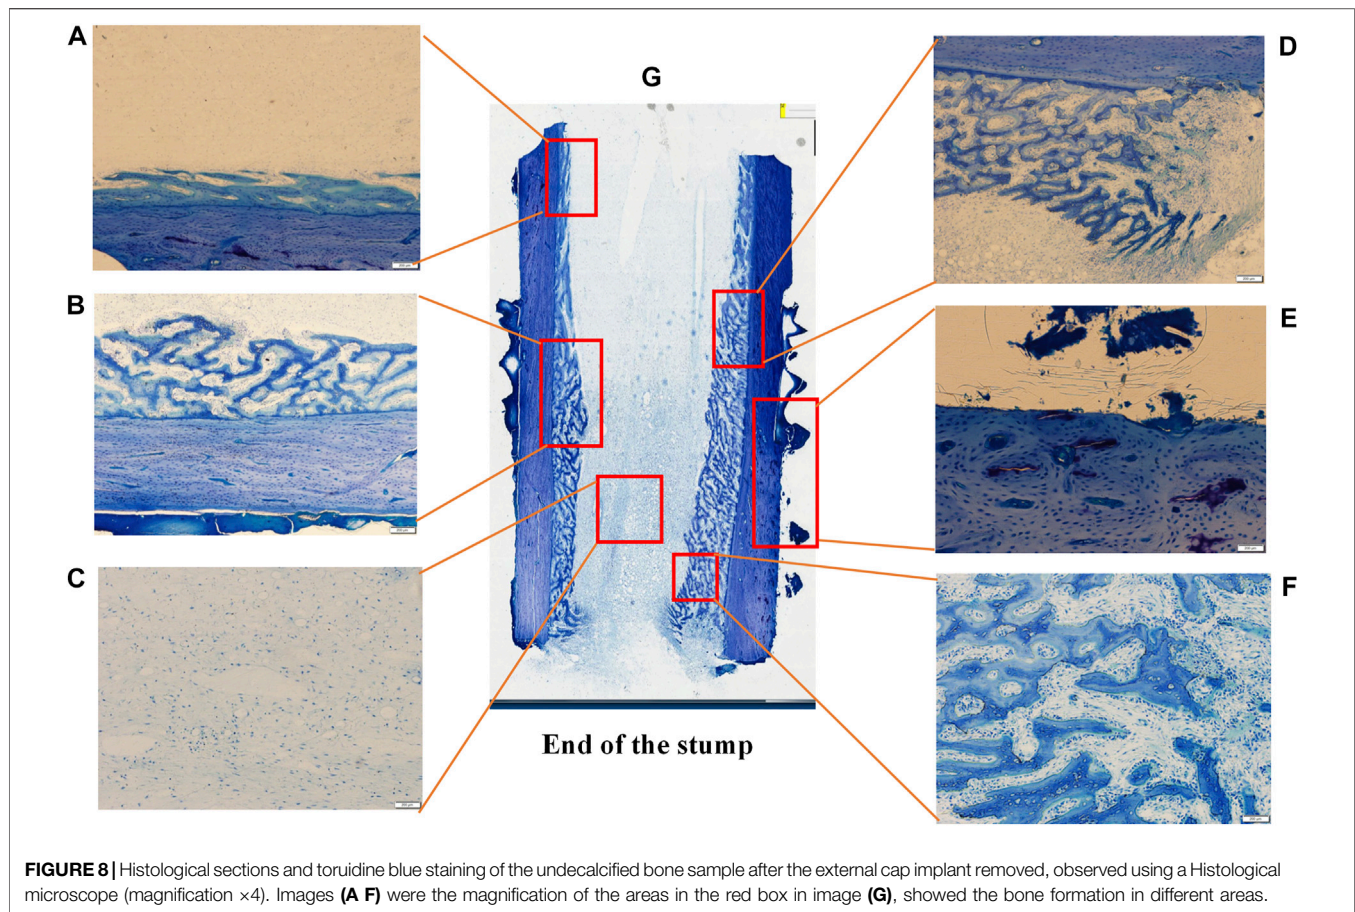 A
G
D
B
E
C
F
End of the stump
FIGURE 8 | Histological sections and toruidine blue staining of the undecalcified bone sample after the external cap implant removed, observed using a Histological
microscope (magnification ×4). Images (A F) were the magnification of the areas in the red box in image (G), showed the bone formation in different areas.